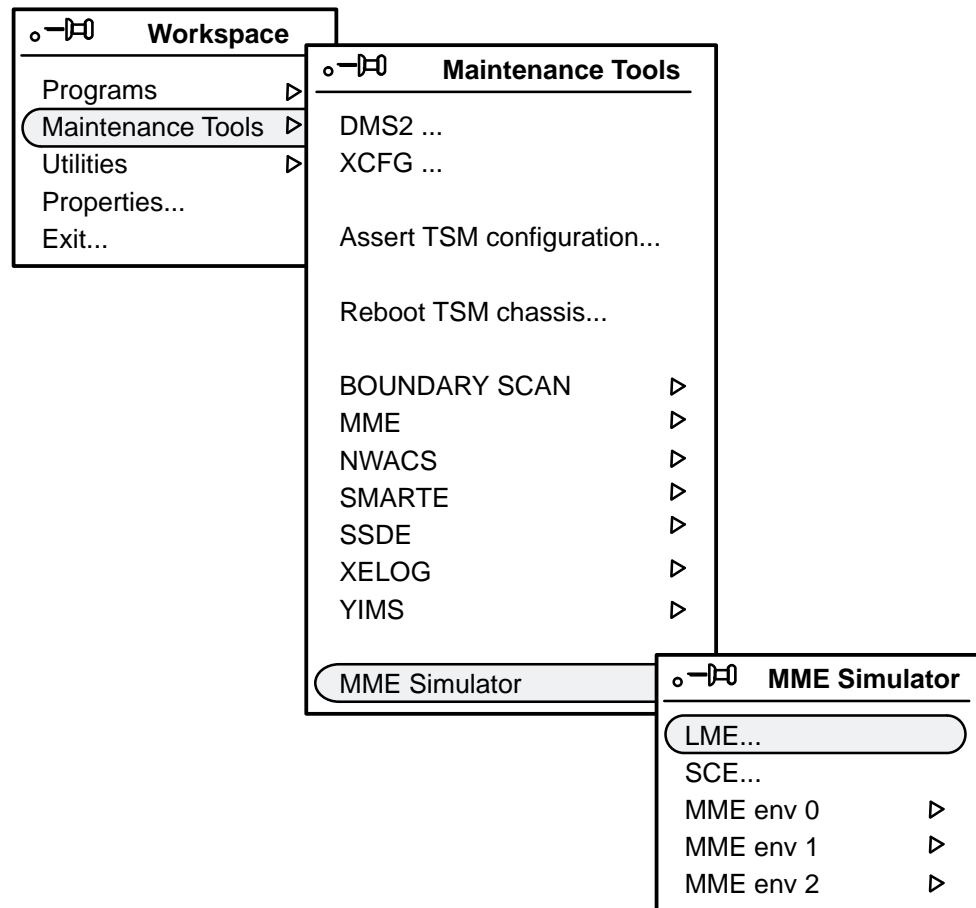 Workspace
Programs
Maintenance Tools
Utilities
Properties...
Exit...
Maintenance Tools
DMS2 ...
XCFG ...
Assert TSM configuration...
Reboot TSM chassis...
BOUNDARY SCAN
MME
NWACS
SMARTE
SSDE
XELOG
YIMS
MME Simulator
MME Simulator
LME...
SCE...
MME env 0
MME env 1
MME env 2